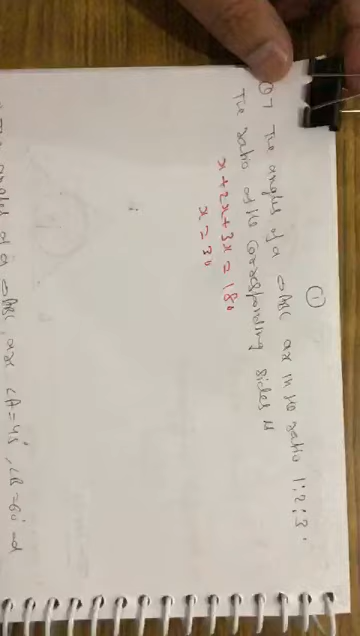 ①
Q7 The angles of a △ABC are in the ratio 1:2:3.
The ratio of the corresponding sides is
x+2x+3x = 180
x = 30
The angles of a △ABC, are ∠A=45°, ∠B=60° and